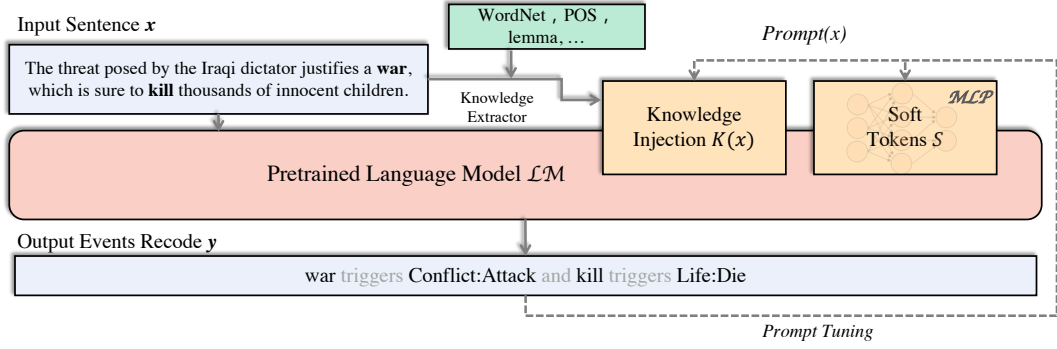 Input Sentence x
WordNet , POS ,
lemma, …
Prompt(x)
The threat posed by the Iraqi dictator justifies a war,
which is sure to kill thousands of innocent children.
Knowledge
Extractor
Knowledge
Injection K(x)
MLP
Soft
Tokens S
Pretrained Language Model LM
Output Events Recode y
war triggers Conflict:Attack and kill triggers Life:Die
Prompt Tuning